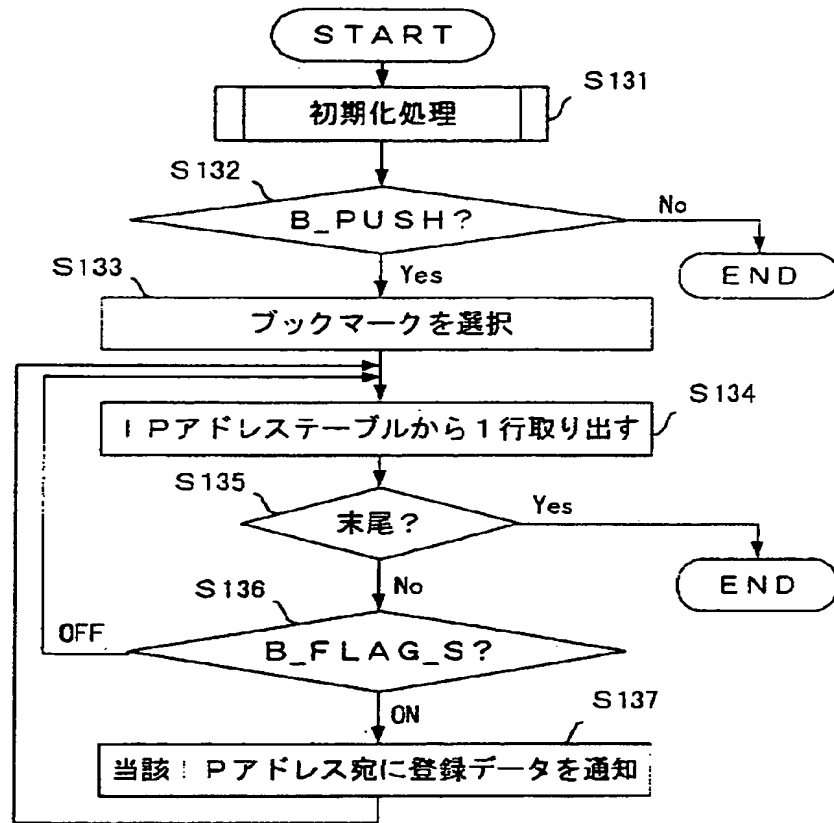 START
S131
初期化処理
S132
B_PUSH?
No
END
S133
Yes
ブックマークを選択
S134
IPアドレステーブルから1行取り出す
S135
末尾?
Yes
END
S136
No
OFF
B_FLAG_S?
S137
ON
当該IPアドレス宛に登録データを通知